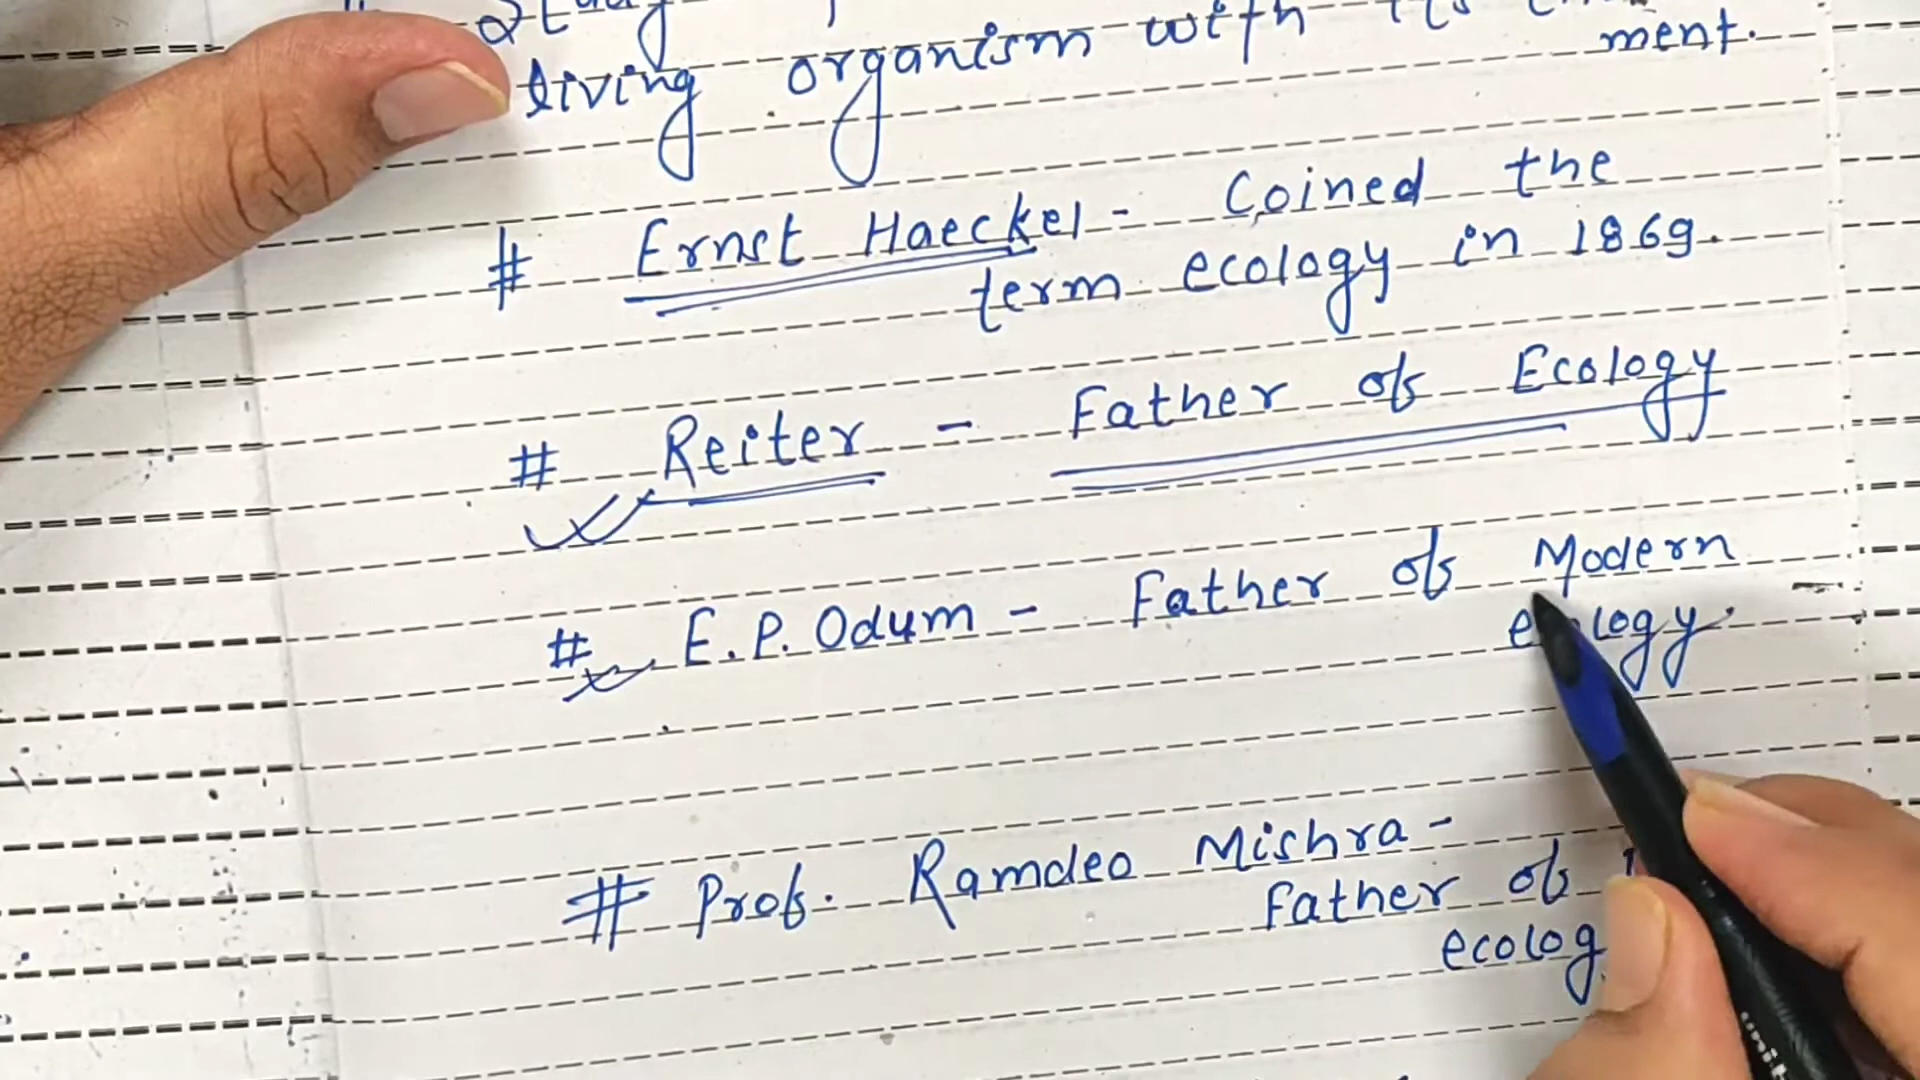 living organism with its
ment.
# Ernst Haeckel - Coined the
term ecology in 1869.
# Reiter - Father of Ecology
# E.P. Odum - Father of Modern
ecology.
# Prof. Ramdeo Mishra -
Father of
ecolog